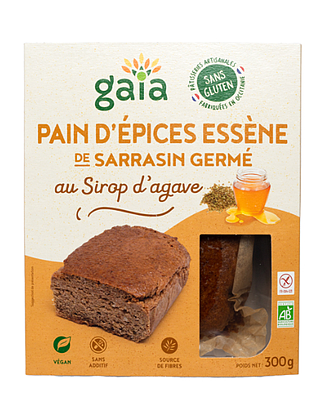 gaia
PÂTISSERIES ARTISANALES
SANS
GLUTEN
FABRIQUÉES EN OCCITANIE
PAIN D'ÉPICES ESSÈNE
DE SARRASIN GERMÉ
au Sirop d'agave
VÉGAN
SANS
ADDITIF
SOURCE
DE FIBRES
AB
POIDS NET : 300g